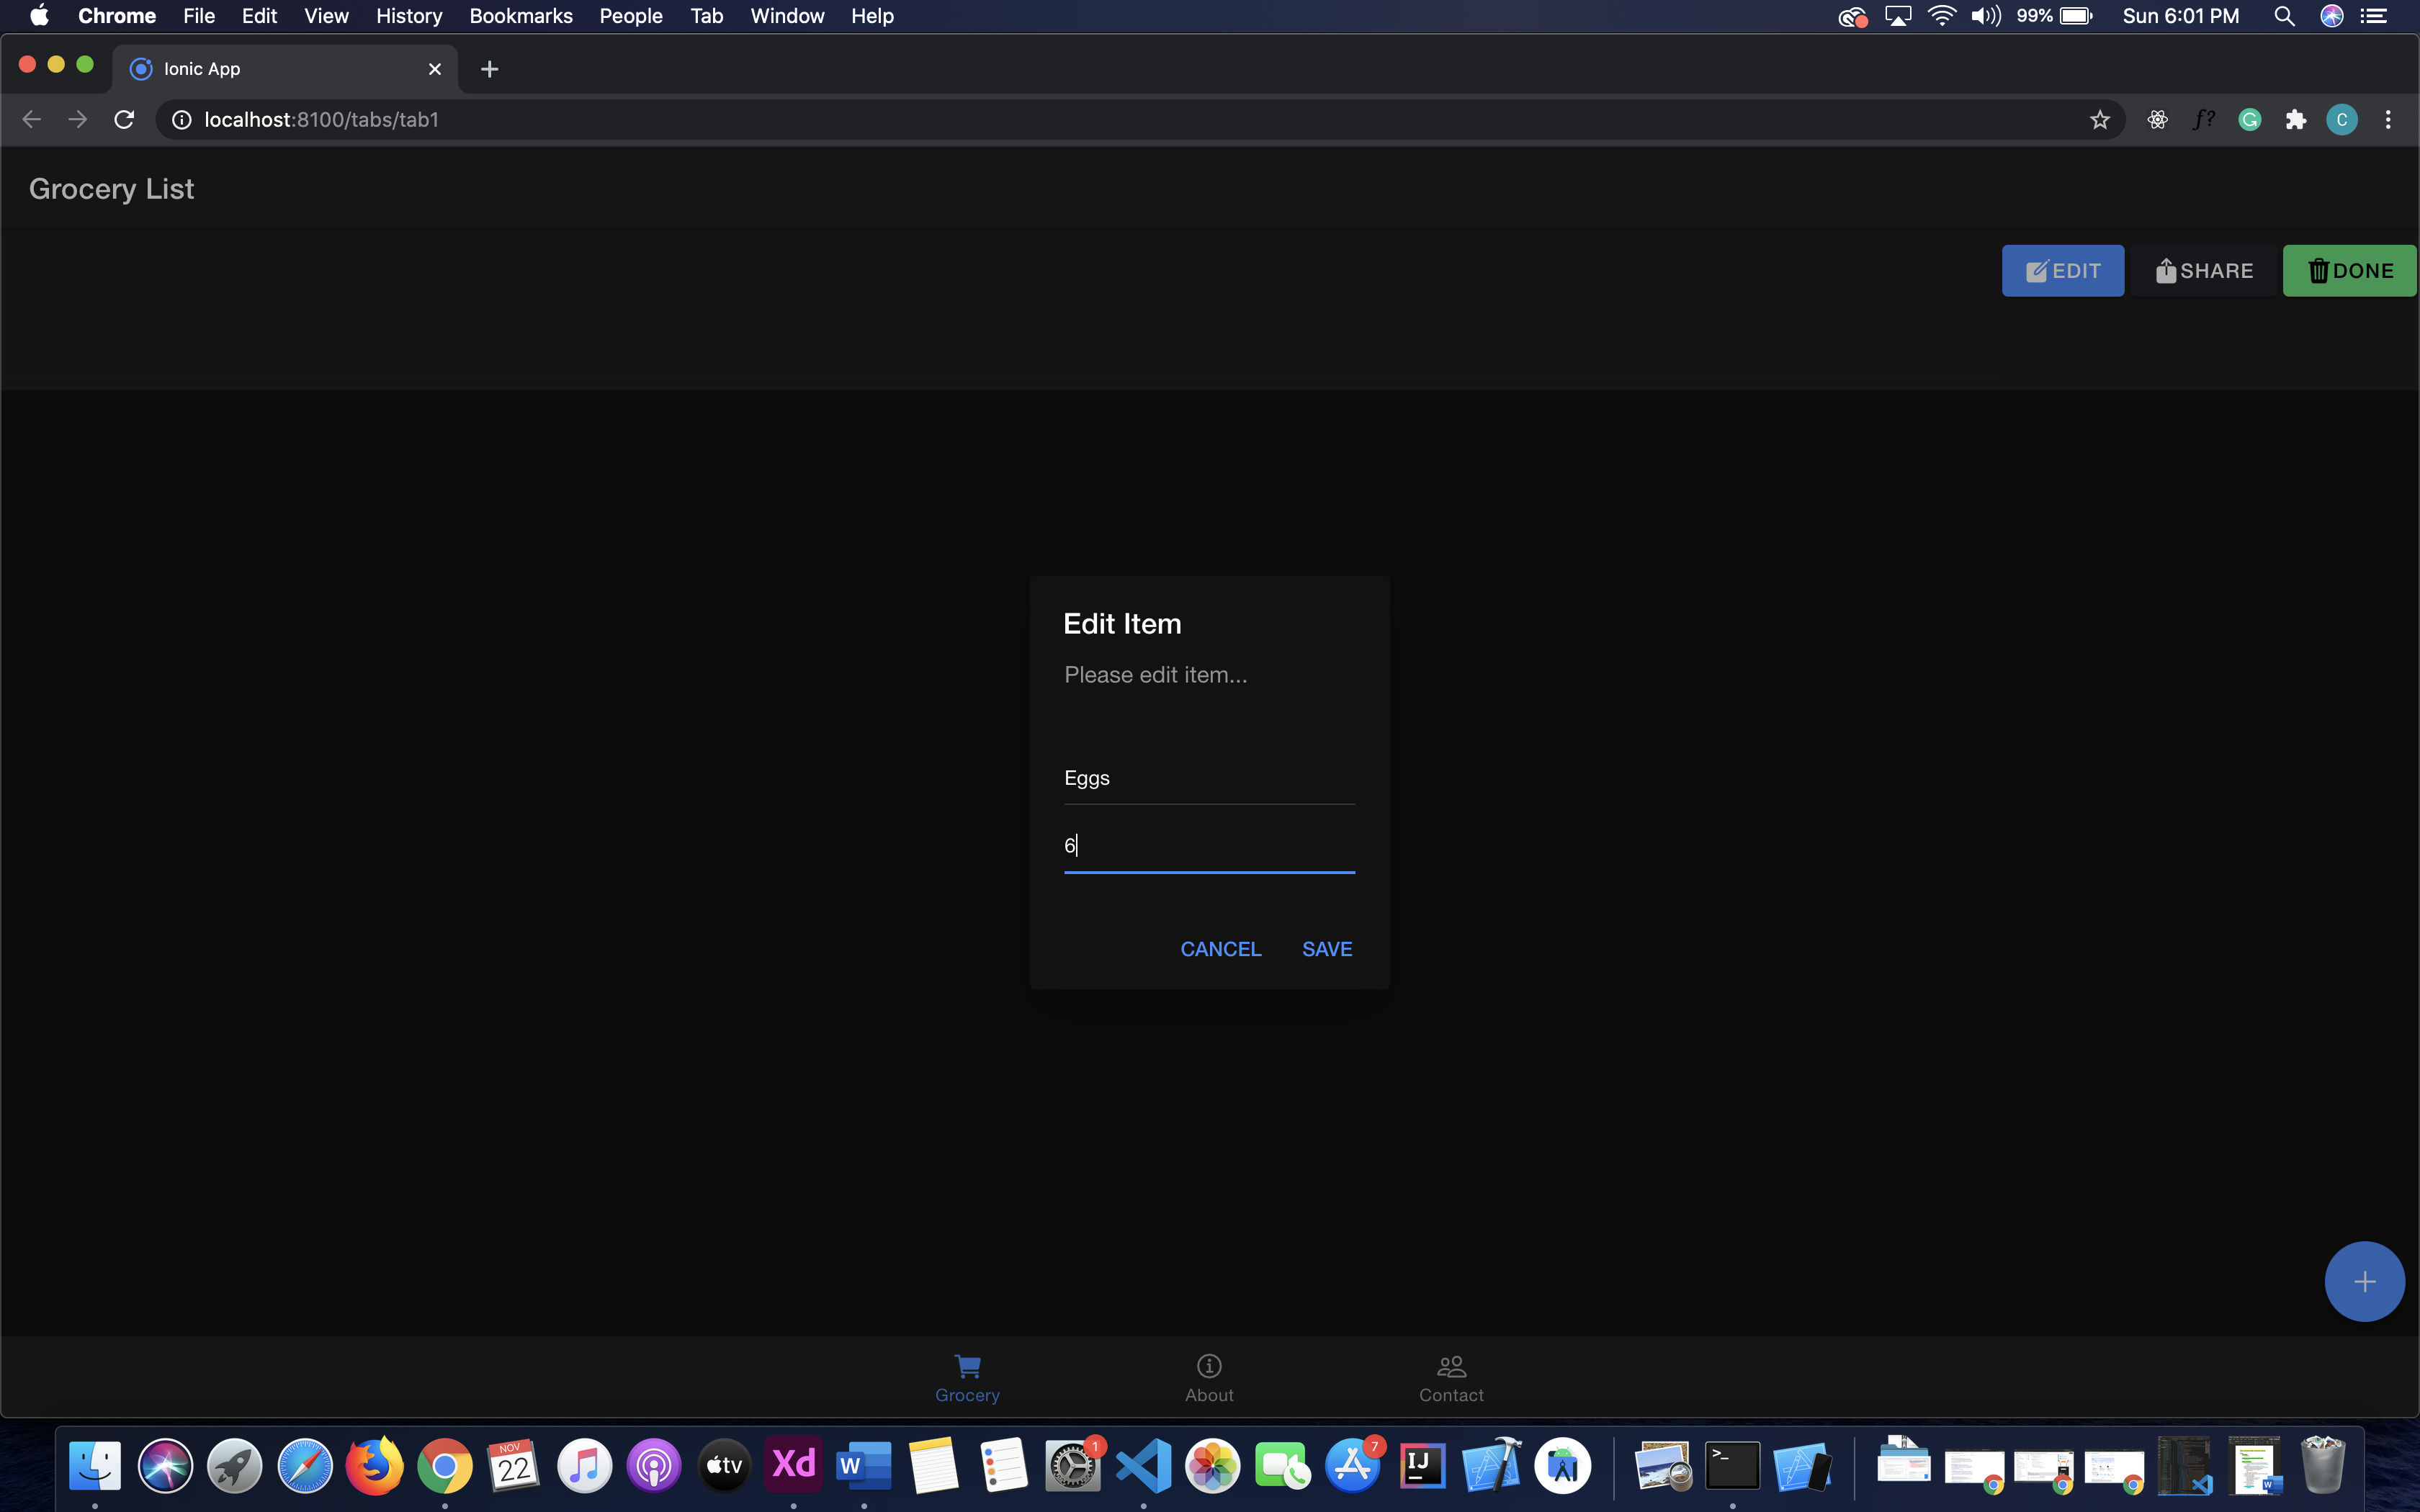 Chrome File Edit View History Bookmarks People Tab Window Help 99% Sun 6:01 PM
Ionic App
localhost:8100/tabs/tab1 f? C
Grocery List
EDIT SHARE DONE
Edit Item
Please edit item...
Eggs
6
CANCEL SAVE
Grocery About Contact
NOV 22 tv Xd W 1 7 IJ >_